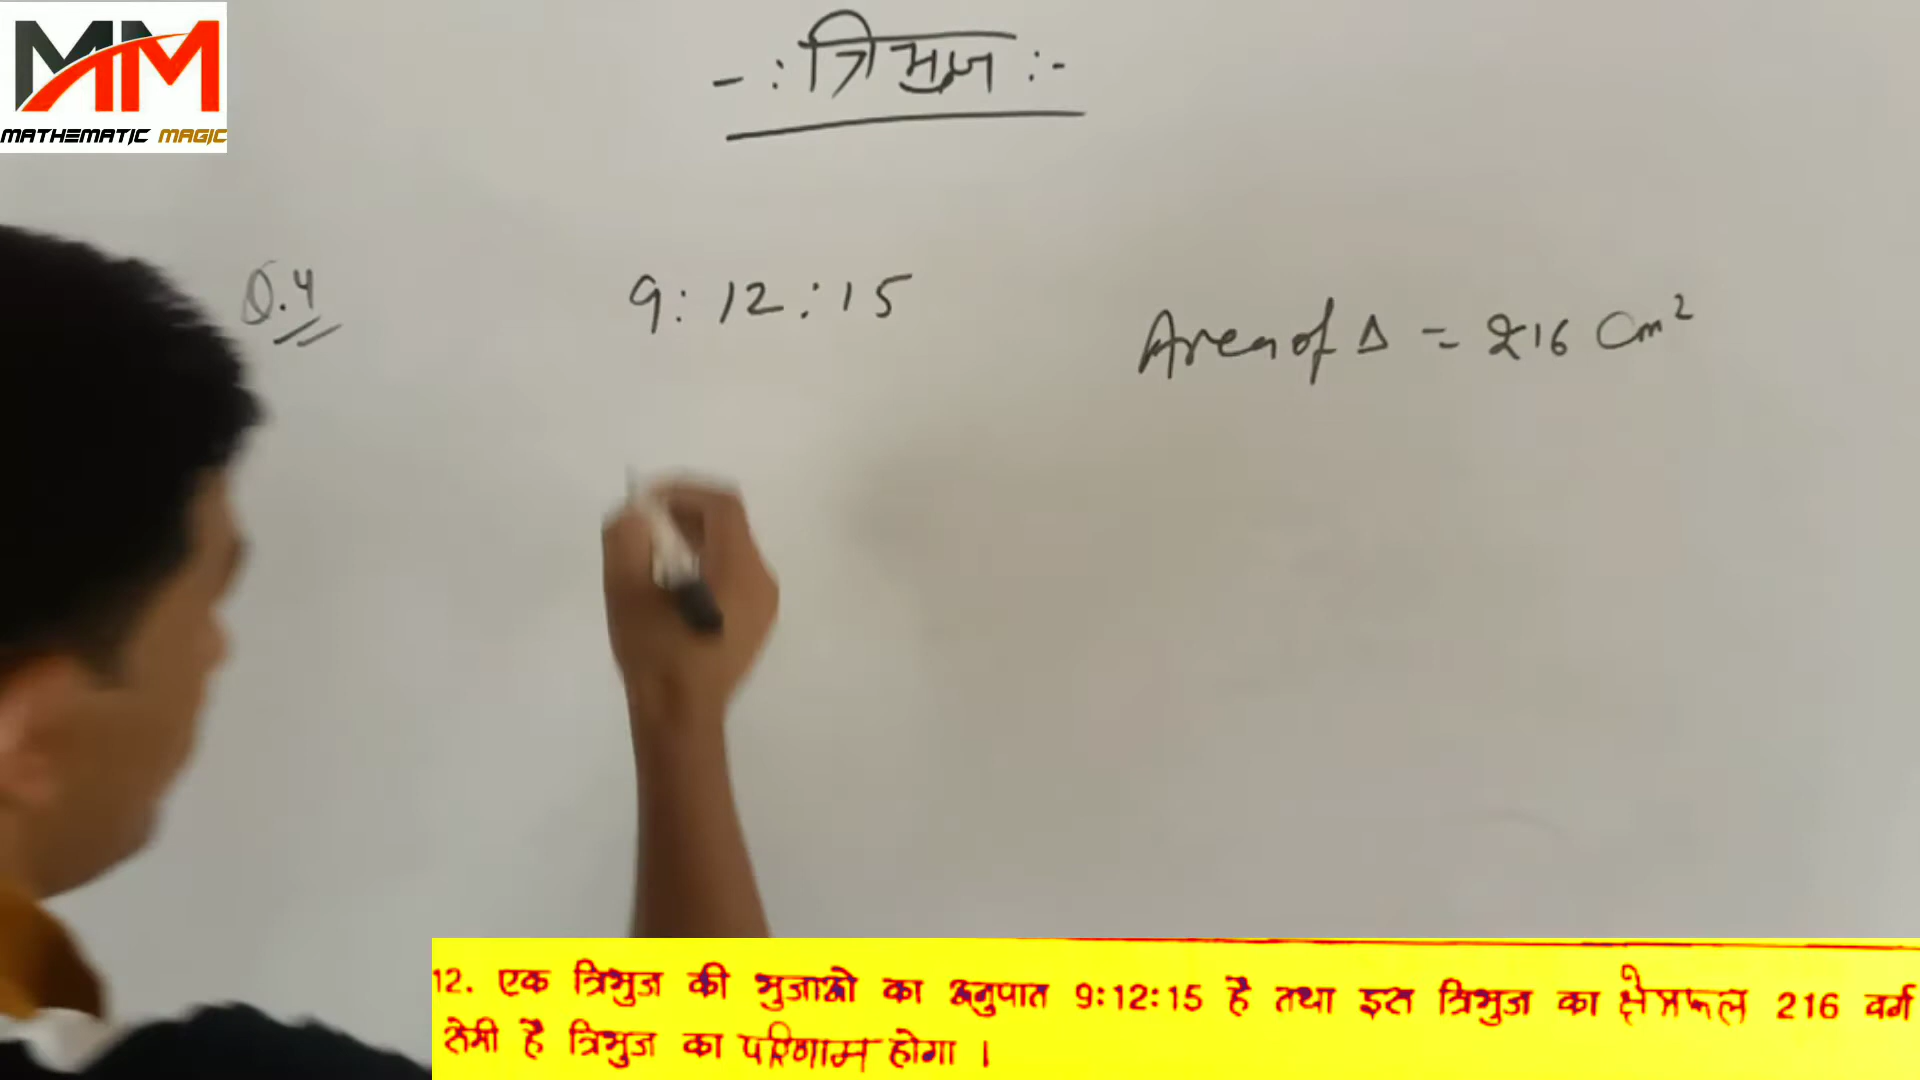 MM
MATHEMATIC MAGIC
-: त्रिभुज :-
Q.4
9: 12 : 15
Area of Δ = 216 Cm²
12. एक त्रिभुज की भुजाओ का अनुपात 9:12:15 है तथा इस त्रिभुज का क्षेत्रफल 216 वर्ग
सेमी है त्रिभुज का परिणाम होगा ।